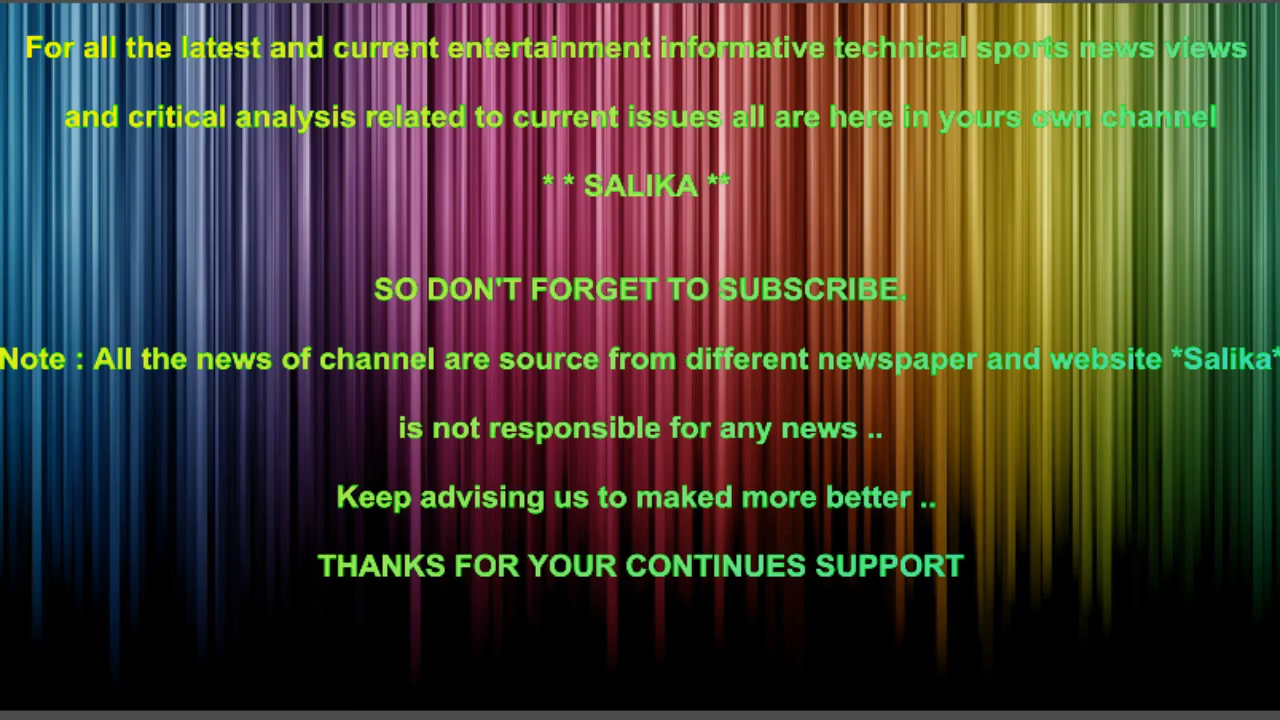 For all the latest and current entertainment informative technical sports news views
and critical analysis related to current issues all are here in yours own channel
* * SALIKA **
SO DON'T FORGET TO SUBSCRIBE.
Note : All the news of channel are source from different newspaper and website *Salika*
is not responsible for any news ..
Keep advising us to maked more better ..
THANKS FOR YOUR CONTINUES SUPPORT